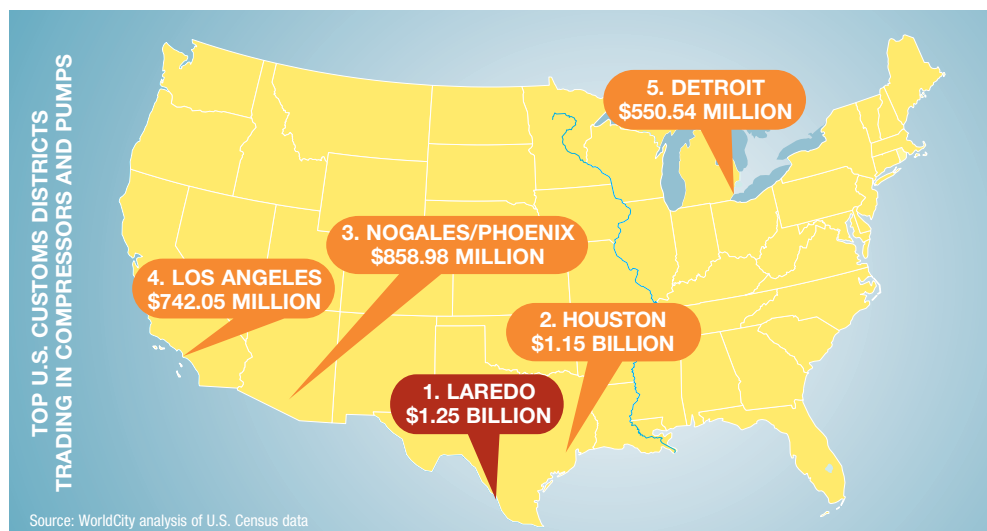 TOP U.S. CUSTOMS DISTRICTS
TRADING IN COMPRESSORS AND PUMPS
5. DETROIT
$550.54 MILLION
3. NOGALES/PHOENIX
$858.98 MILLION
4. LOS ANGELES
$742.05 MILLION
2. HOUSTON
$1.15 BILLION
1. LAREDO
$1.25 BILLION
Source: WorldCity analysis of U.S. Census data